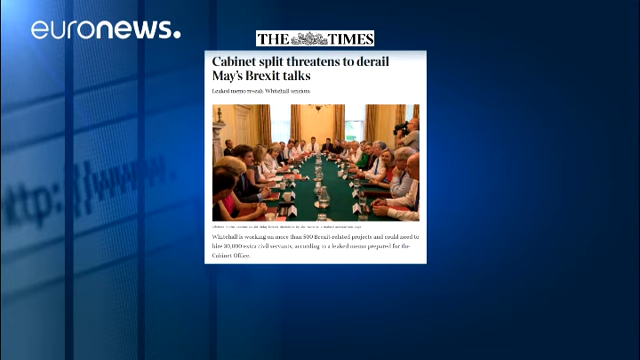 euronews.
THE TIMES
Cabinet split threatens to derail
May's Brexit talks
Leaked memo reveals Whitehall tensions
Whitehall is working on more than 500 Brexit-related projects and could need to
hire 30,000 extra civil servants, according to a leaked memo prepared for the
Cabinet Office.
http://www.